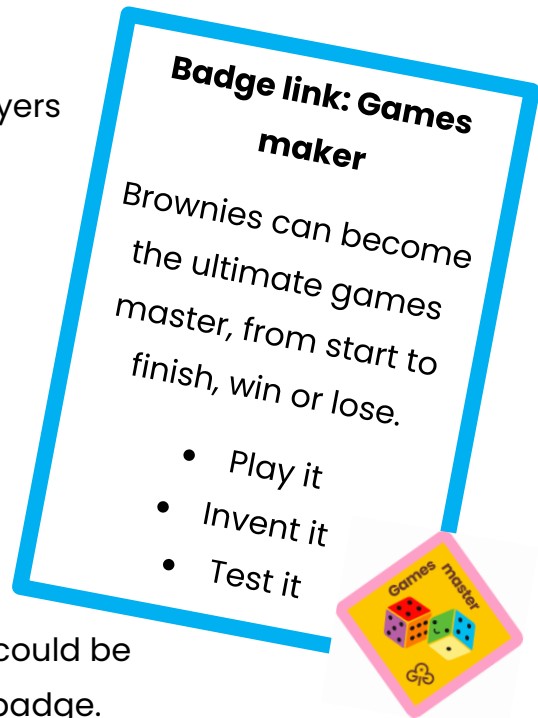 yers
Badge link: Games
maker
Brownies can become
the ultimate games
master, from start to
finish, win or lose.
• Play it
• Invent it
• Test it
Games master
could be
badge.